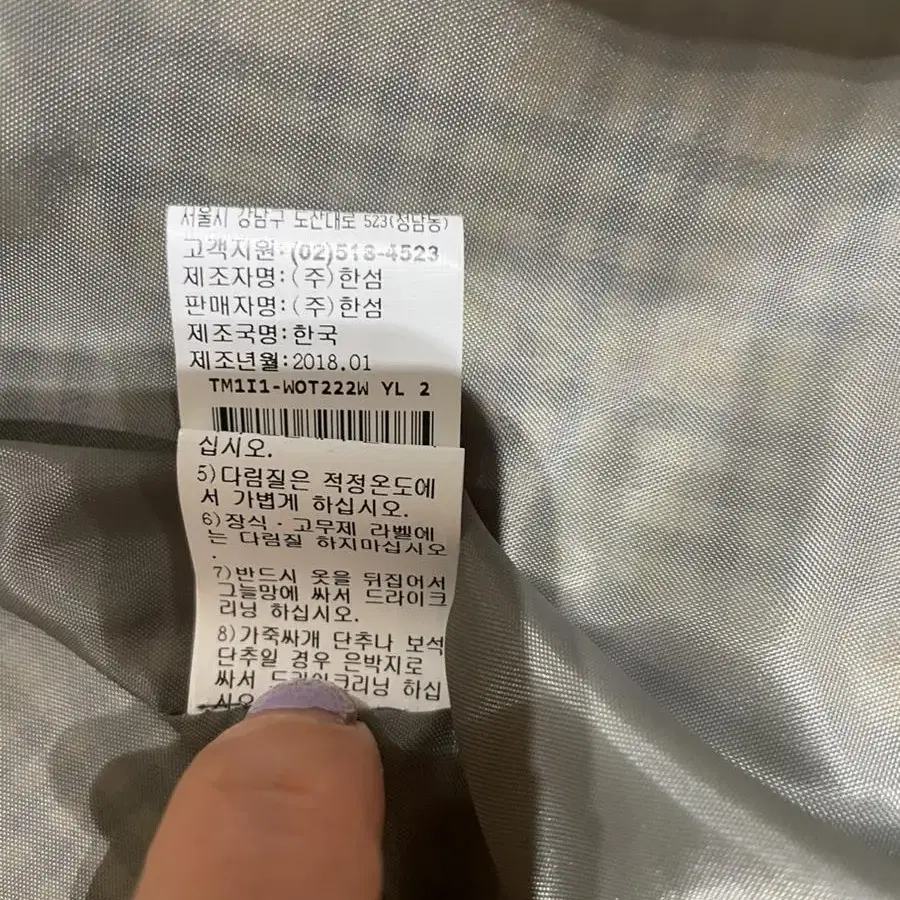 서울시 강남구 도산대로 523(청남동)
고객지원:(02)518-4523
제조자명:(주)한섬
판매자명:(주)한섬
제조국명:한국
제조년월:2018.01
TM1I1-WOT222W YL 2
십시오.
5)다림질은 적정온도에
서 가볍게 하십시오.
6)장식·고무제 라벨에
는 다림질 하지마십시오
.
7)반드시 옷을 뒤집어서
그늘망에 싸서 드라이크
리닝 하십시오.
8)가죽싸개 단추나 보석
단추일 경우 은박지로
싸서 드라이크리닝 하십
시오